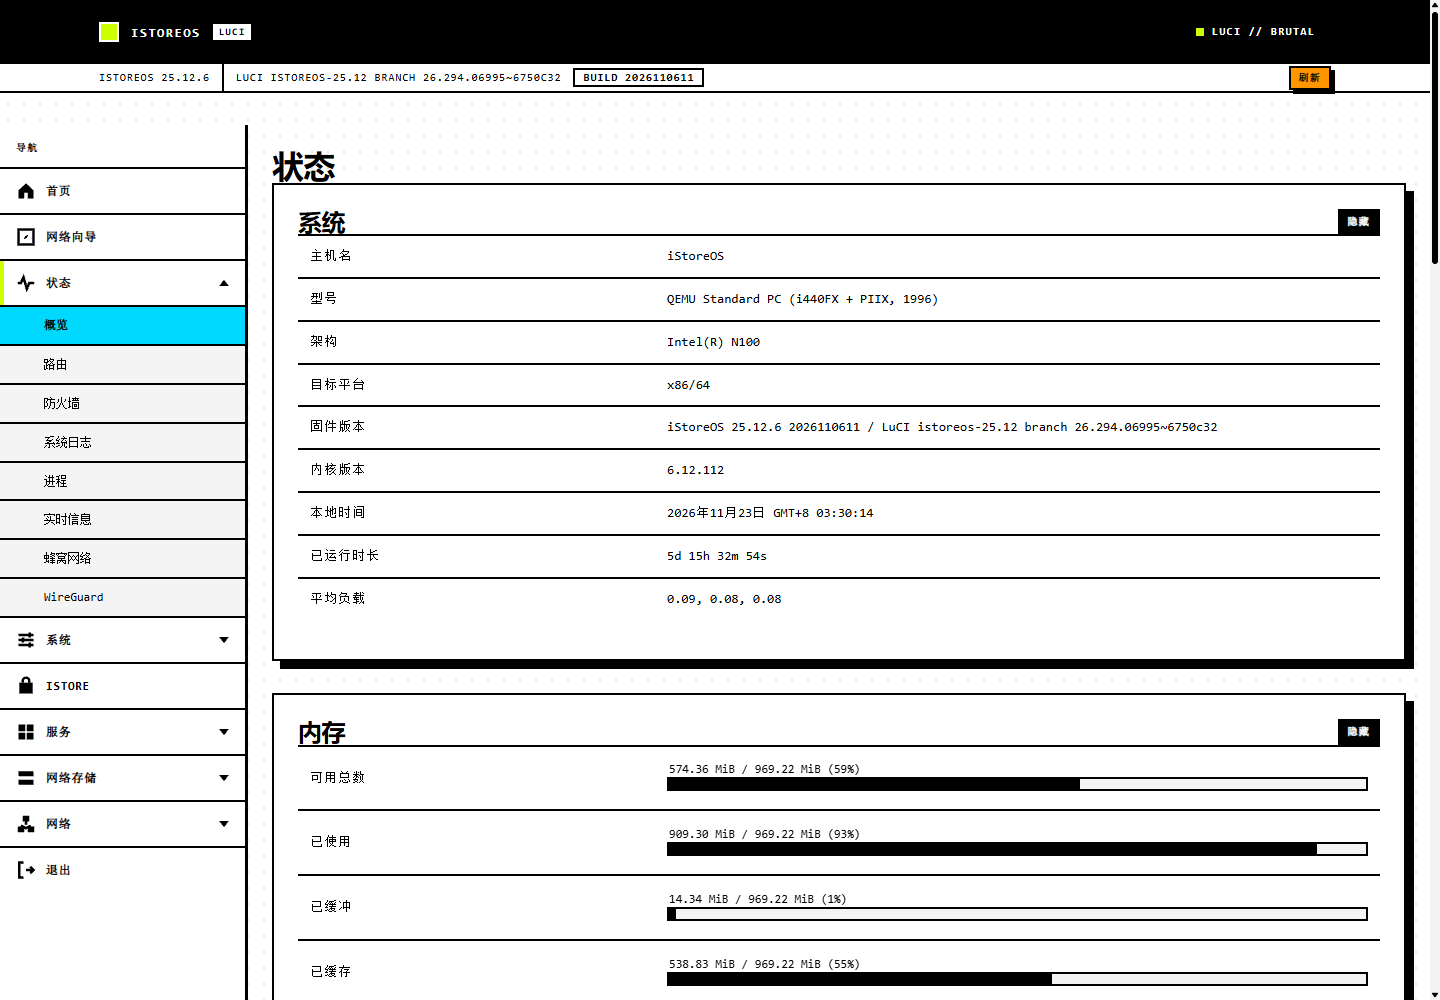 ISTOREOS LUCI
LUCI // BRUTAL
ISTOREOS 25.12.6
LUCI ISTOREOS-25.12 BRANCH 26.294.06995~6750C32
BUILD 2026110611
刷新
导航
首页
网络向导
状态
概览
路由
防火墙
系统日志
进程
实时信息
蜂窝网络
WireGuard
系统
ISTORE
服务
网络存储
网络
退出
状态
系统
隐藏
主机名 iStoreOS
型号 QEMU Standard PC (i440FX + PIIX, 1996)
架构 Intel(R) N100
目标平台 x86/64
固件版本 iStoreOS 25.12.6 2026110611 / LuCI istoreos-25.12 branch 26.294.06995~6750c32
内核版本 6.12.112
本地时间 2026年11月23日 GMT+8 03:30:14
已运行时长 5d 15h 32m 54s
平均负载 0.09, 0.08, 0.08
内存
隐藏
可用总数 574.36 MiB / 969.22 MiB (59%)
已使用 909.30 MiB / 969.22 MiB (93%)
已缓冲 14.34 MiB / 969.22 MiB (1%)
已缓存 538.83 MiB / 969.22 MiB (55%)